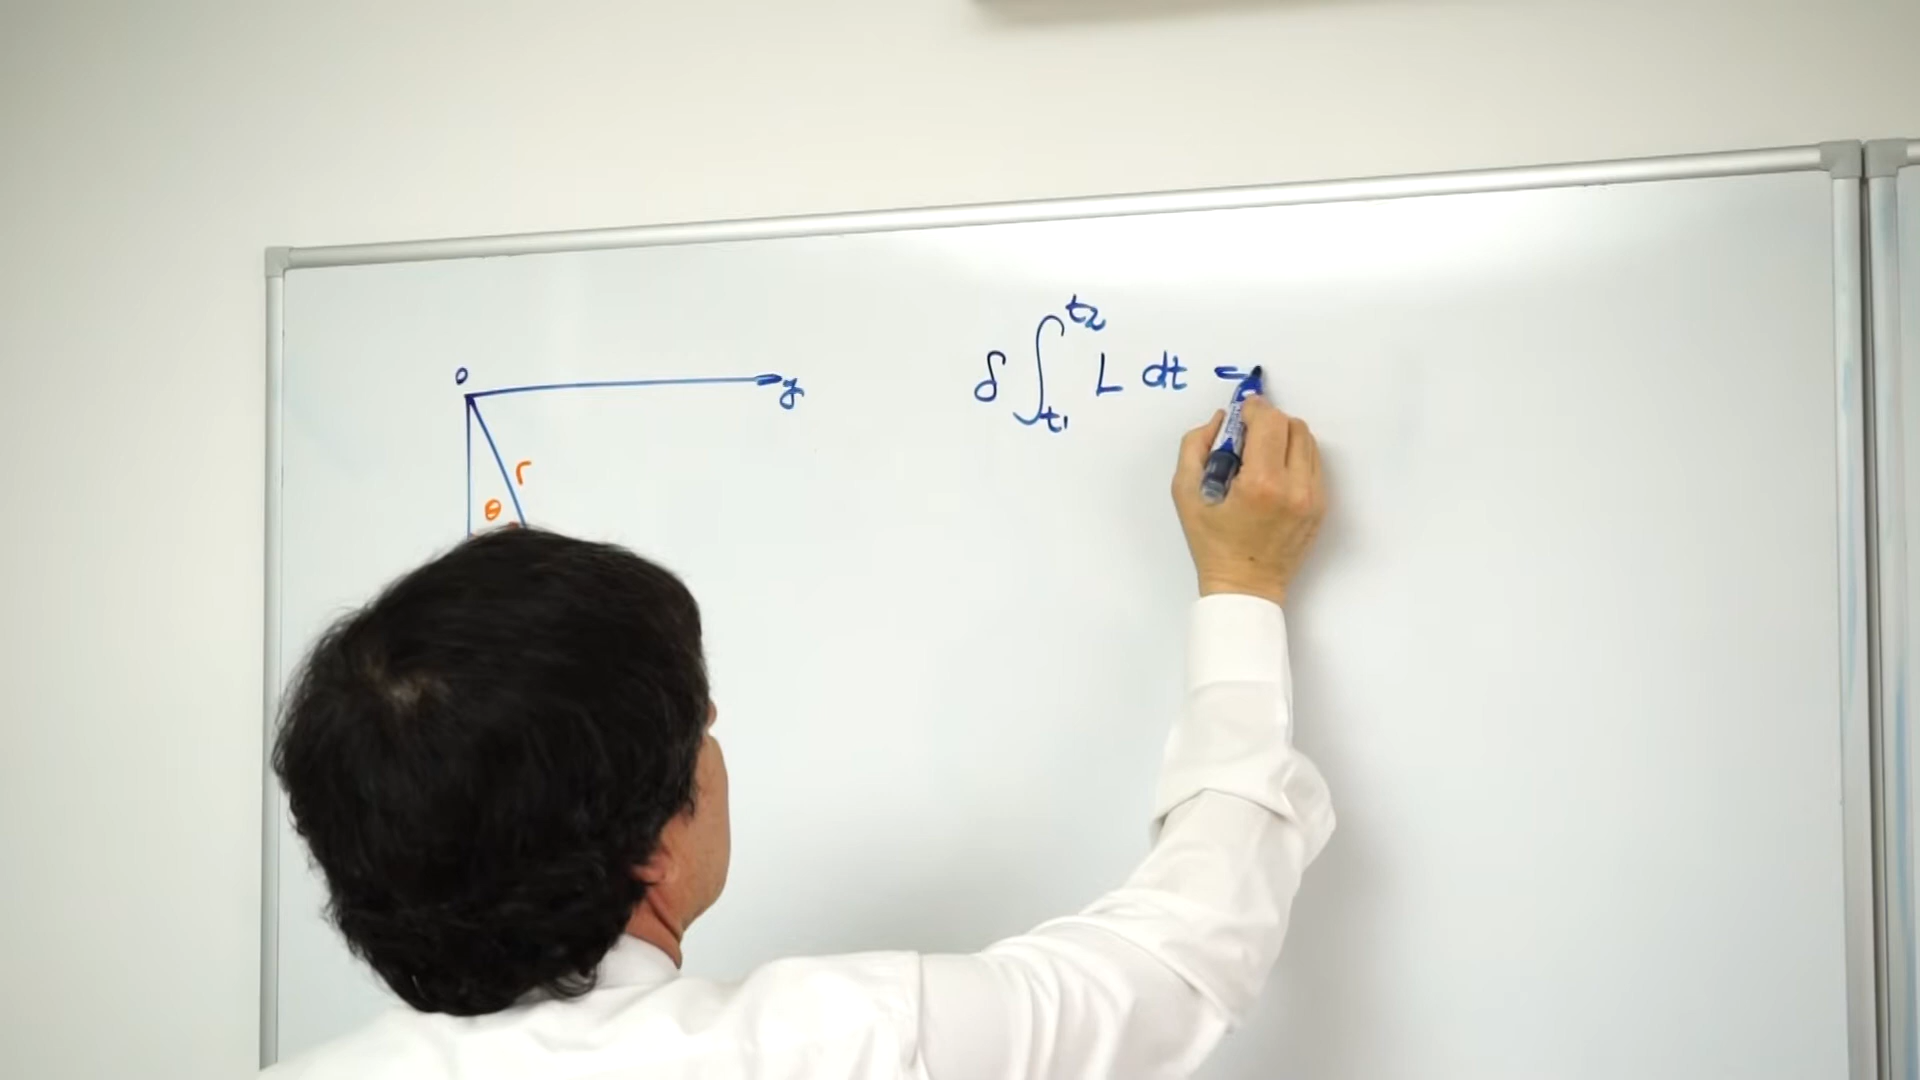 o
y
r
θ
δ∫_{t1}^{t2} L dt =